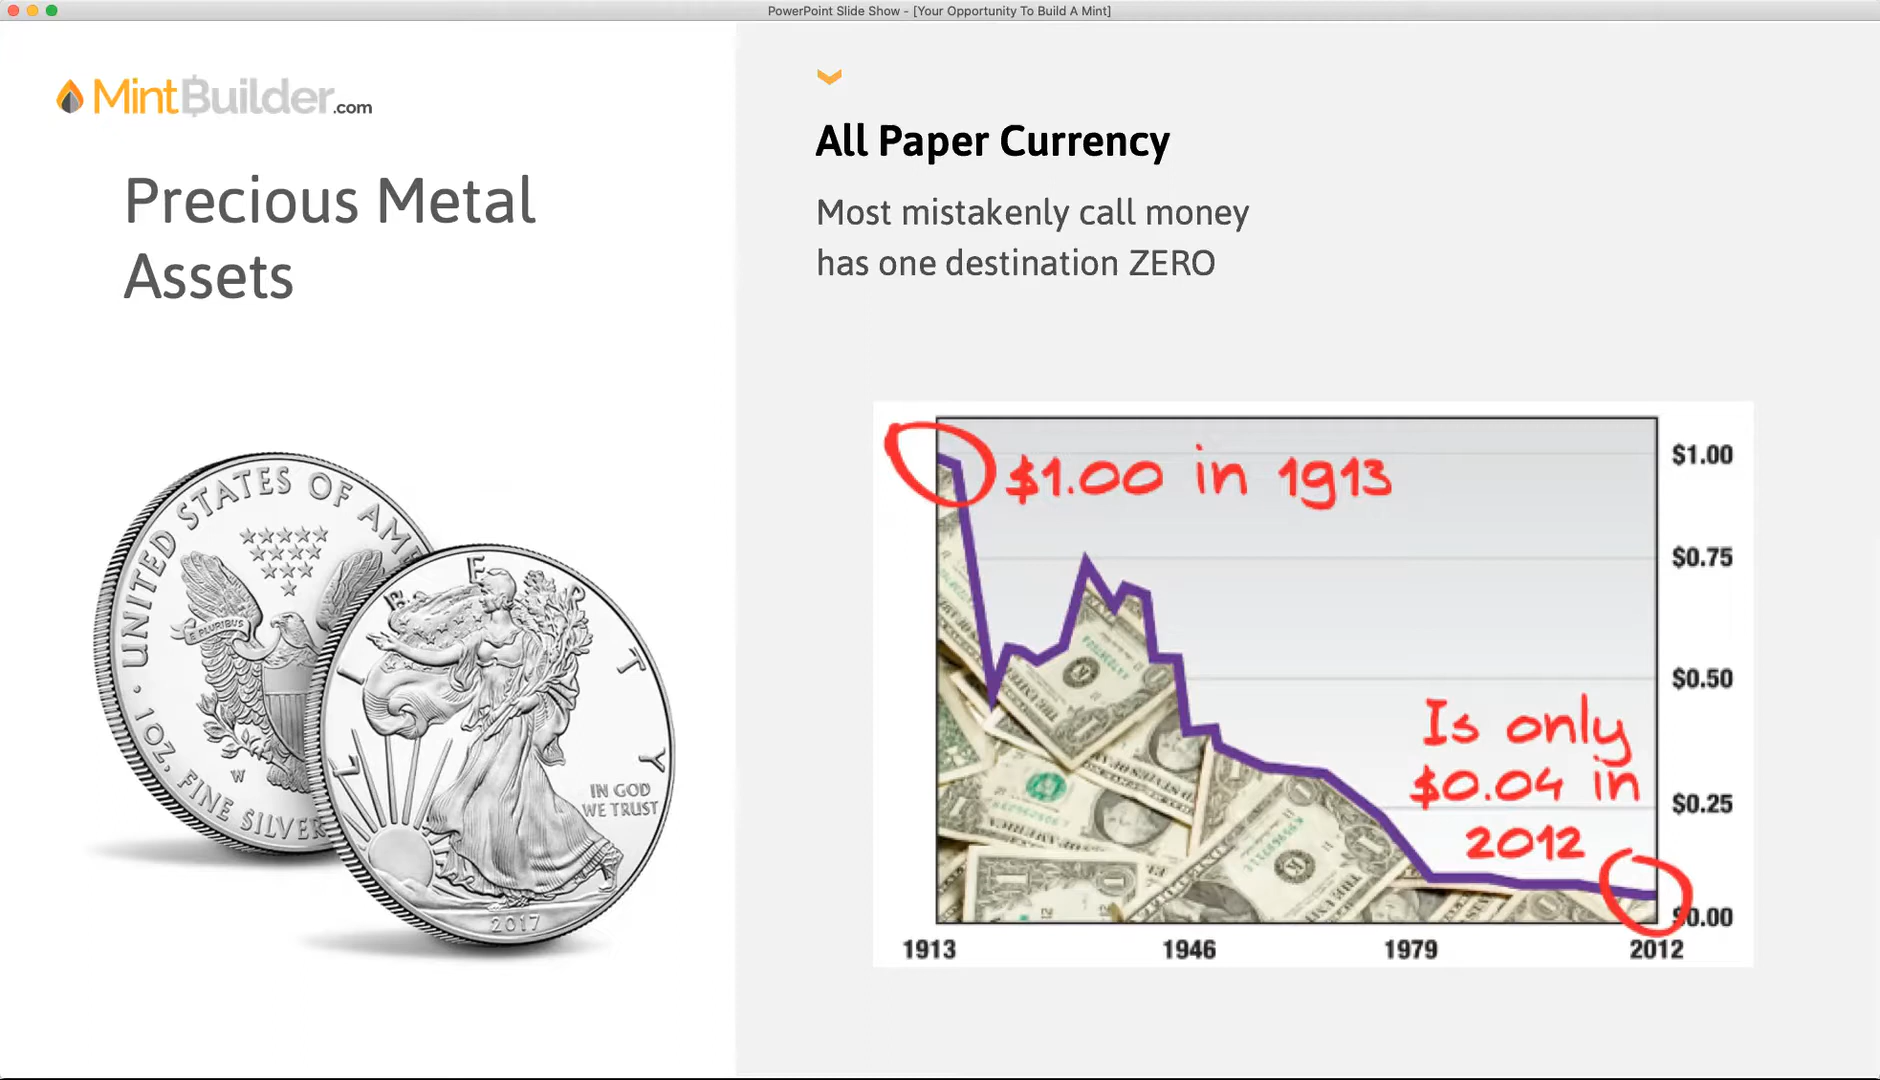 PowerPoint Slide Show - [Your Opportunity To Build A Mint]
MintBuilder.com
Precious Metal
Assets
UNITED STATES OF AME
E PLURIBUS
W
1 OZ. FINE SILVER
LIBERTY
IN GOD
WE TRUST
2017
All Paper Currency
Most mistakenly call money
has one destination ZERO
$1.00 in 1913
Is only
$0.04 in
2012
$1.00
$0.75
$0.50
$0.25
$0.00
1913
1946
1979
2012